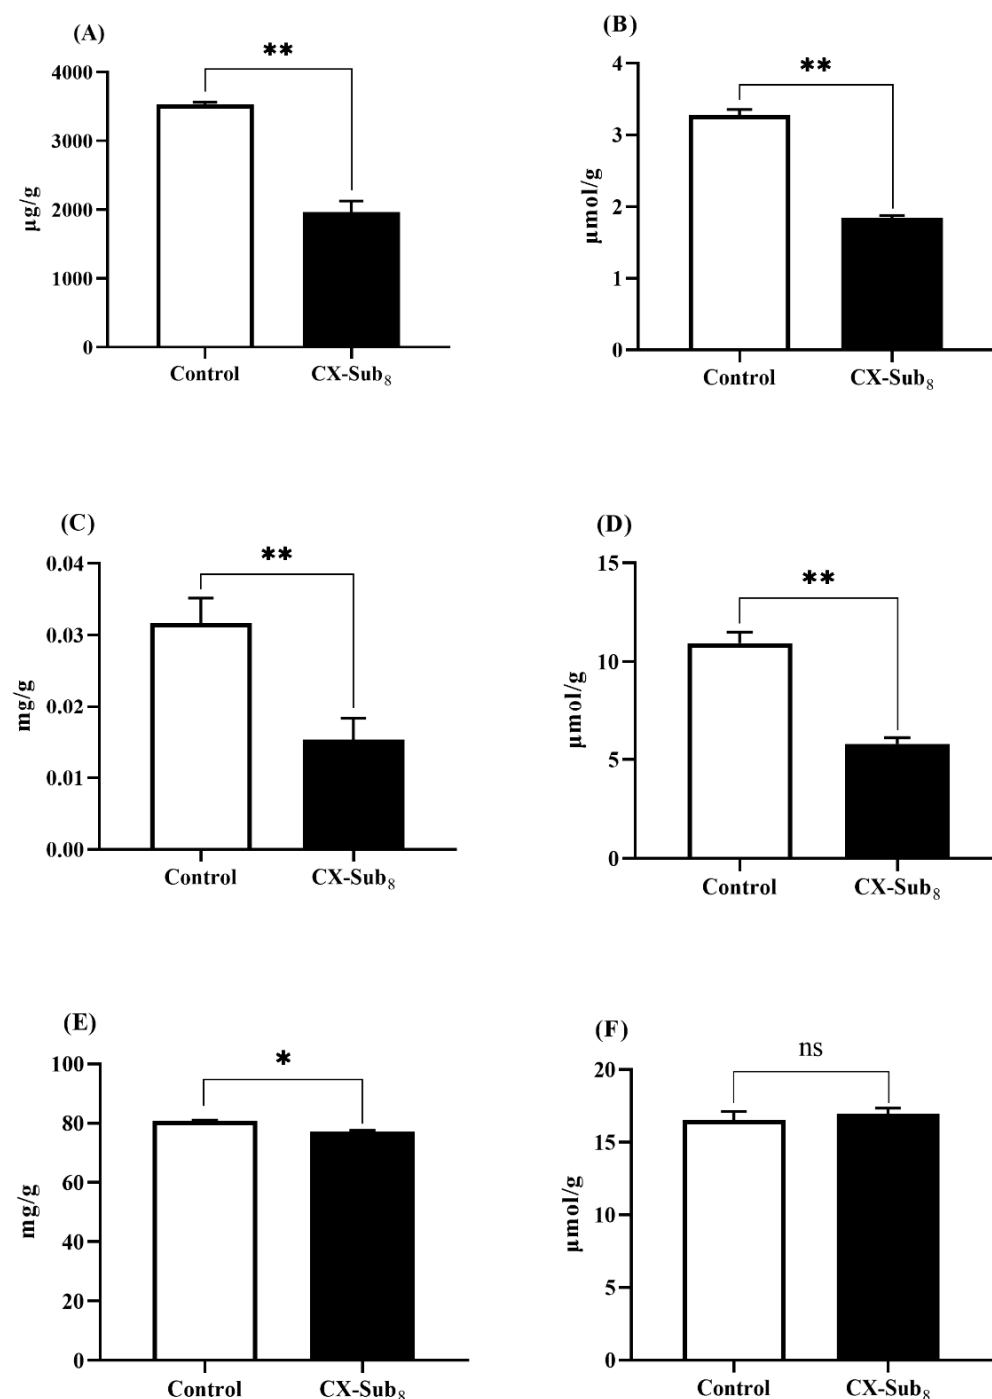 (A)
**
4000
3000
2000
1000
0
µg/g
Control
CX-Sub₈
(B)
**
4
3
2
1
0
µmol/g
Control
CX-Sub₈
(C)
**
0.04
0.03
0.02
0.01
0.00
mg/g
Control
CX-Sub₈
(D)
**
15
10
5
0
µmol/g
Control
CX-Sub₈
(E)
*
100
80
60
40
20
0
mg/g
Control
CX-Sub₈
(F)
ns
20
15
10
5
0
µmol/g
Control
CX-Sub₈